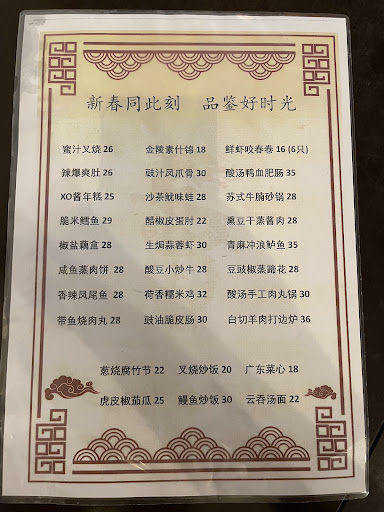 新春同此刻 品鉴好时光
蜜汁叉烧 26 金陵素什锦 18 鲜虾咬春卷 16 (6只)
辣爆爽肚 26 豉汁凤爪骨 30 酸汤鸭血肥肠 35
XO酱年糕 25 沙茶鱿味蛙 28 苏式牛腩砂锅 28
脆米鳕鱼 29 醋椒皮蛋肘 22 熏豆干蒸酱肉 28
椒盐藕盒 28 生焗蒜蓉虾 30 青麻冲浪鲈鱼 35
咸鱼蒸肉饼 28 酸豆小炒牛 28 豆豉椒蒸蹄花 28
香辣凤尾鱼 28 荷香糯米鸡 32 酸汤手工肉丸锅 30
带鱼烧肉丸 28 豉油脆皮肠 30 白切羊肉打边炉 36
葱烧腐竹节 22 叉烧炒饭 20 广东菜心 18
虎皮椒茄瓜 25 鳗鱼炒饭 30 云吞汤面 22